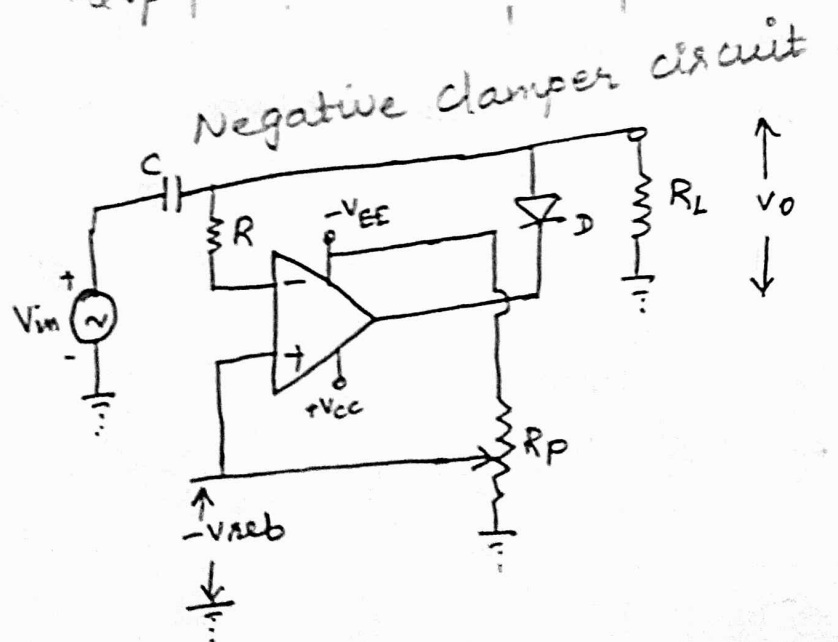 Negative clamper circuit
C
R
-VEE
D
RL
Vo
+
Vin
-
-
+
+VCC
Rp
-Vref